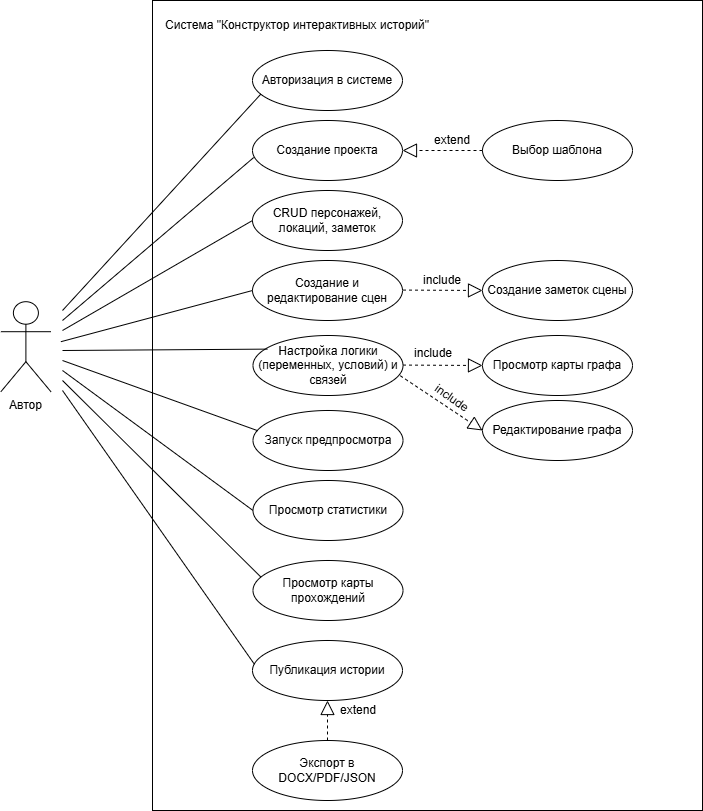 Система "Конструктор интерактивных историй"
Авторизация в системе
Создание проекта
extend
Выбор шаблона
CRUD персонажей,
локаций, заметок
Создание и
редактирование сцен
include
Создание заметок сцены
Настройка логики
(переменных, условий) и
связей
include
Просмотр карты графа
include
Редактирование графа
Автор
Запуск предпросмотра
Просмотр статистики
Просмотр карты
прохождений
Публикация истории
extend
Экспорт в
DOCX/PDF/JSON